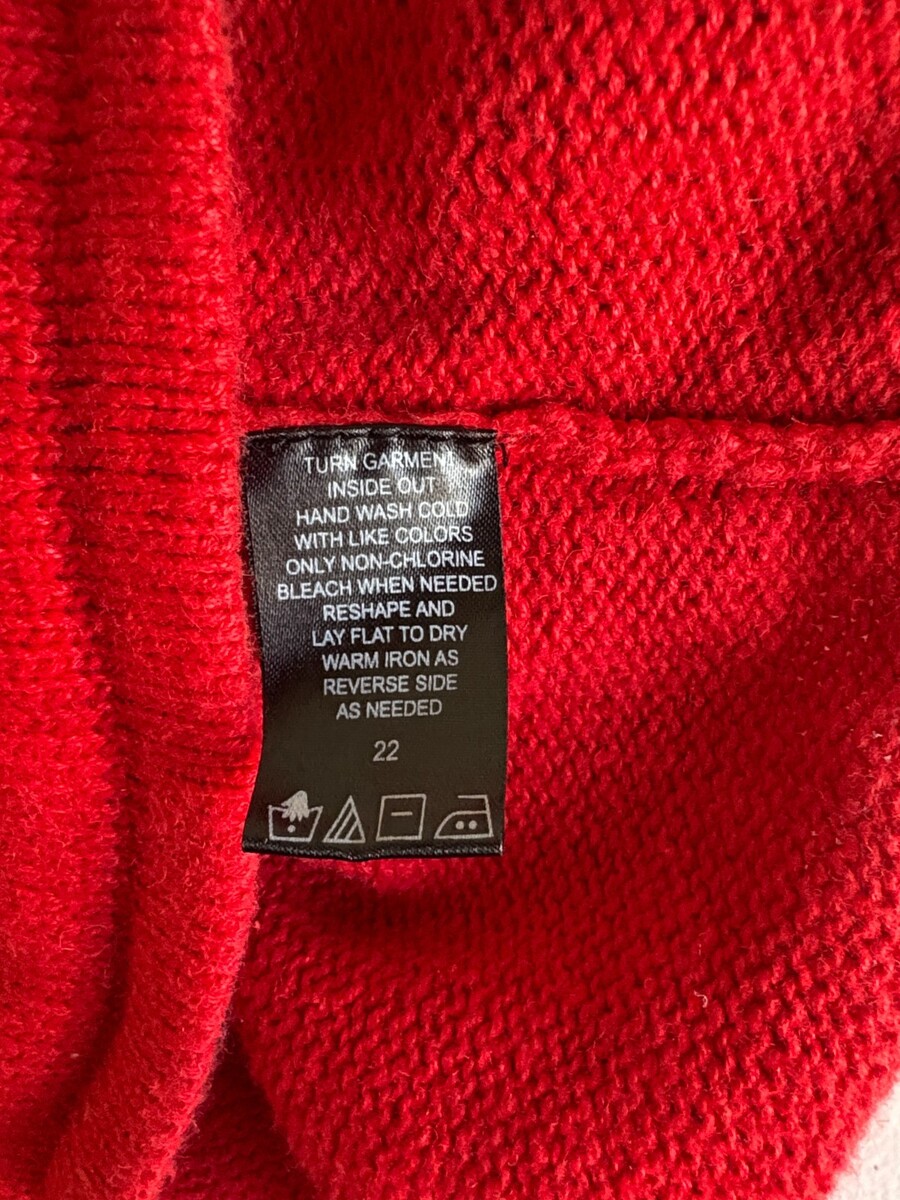 TURN GARMENT
INSIDE OUT
HAND WASH COLD
WITH LIKE COLORS
ONLY NON-CHLORINE
BLEACH WHEN NEEDED
RESHAPE AND
LAY FLAT TO DRY
WARM IRON AS
REVERSE SIDE
AS NEEDED
22